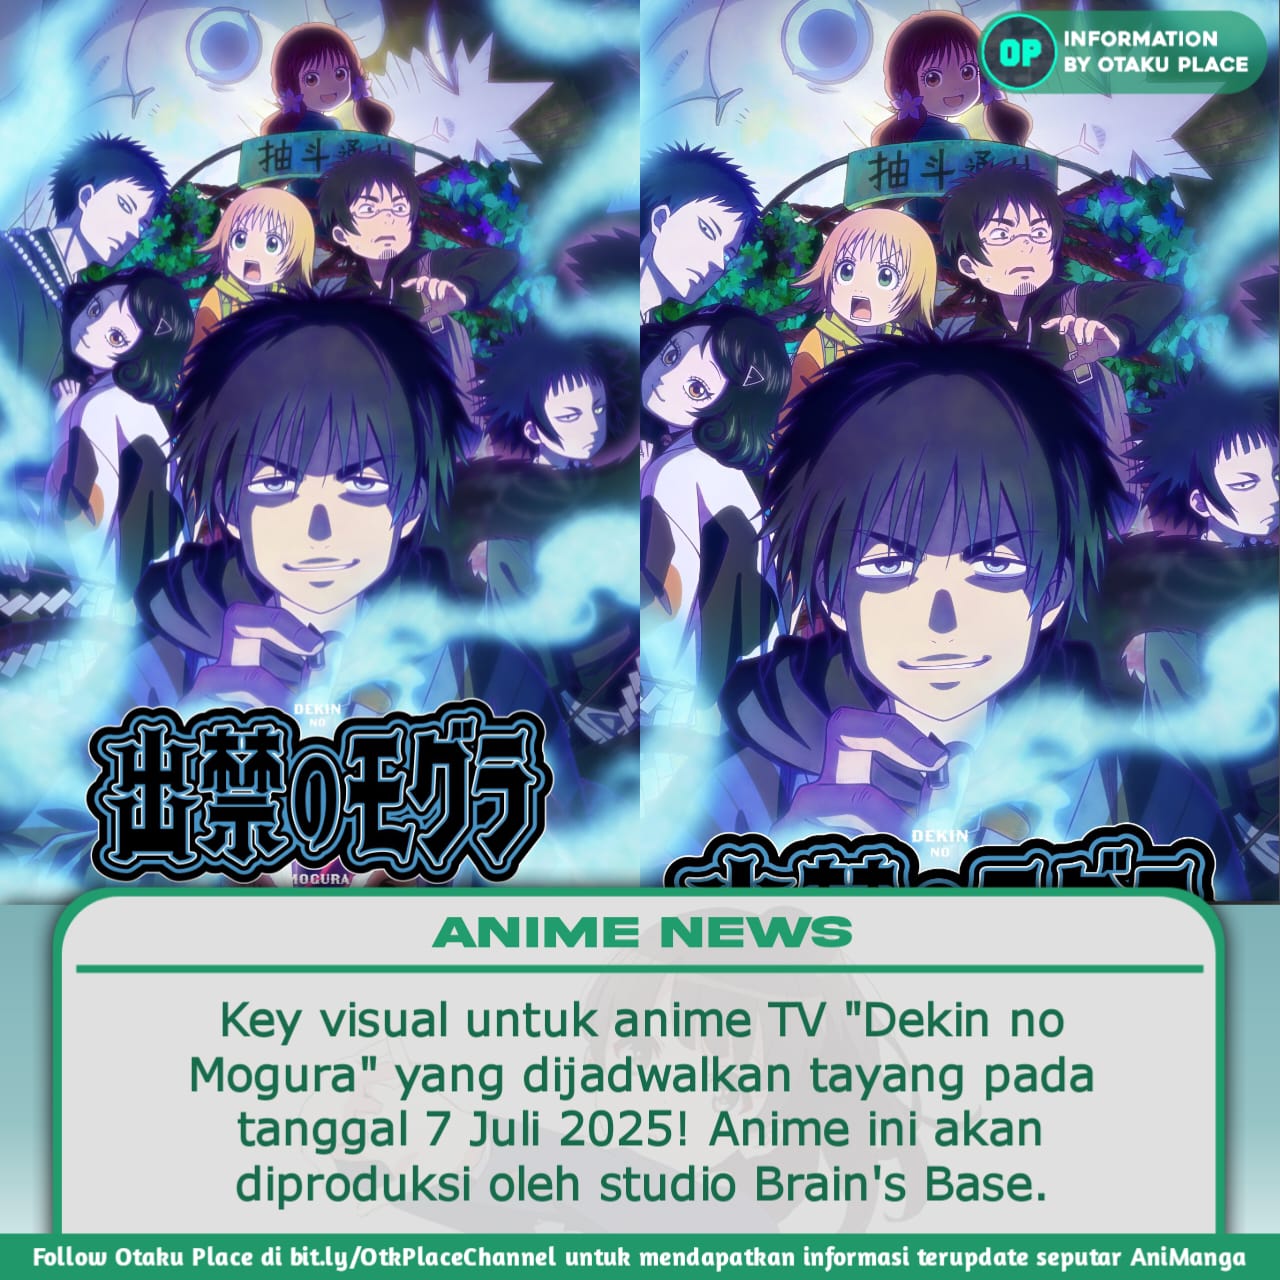 OP
INFORMATION
BY OTAKU PLACE
抽斗通り
抽斗通り
DEKIN
NO
出禁のモグラ
MOGURA
DEKIN
NO
ANIME NEWS
Key visual untuk anime TV "Dekin no
Mogura" yang dijadwalkan tayang pada
tanggal 7 Juli 2025! Anime ini akan
diproduksi oleh studio Brain's Base.
Follow Otaku Place di bit.ly/OtkPlaceChannel untuk mendapatkan informasi terupdate seputar AniManga